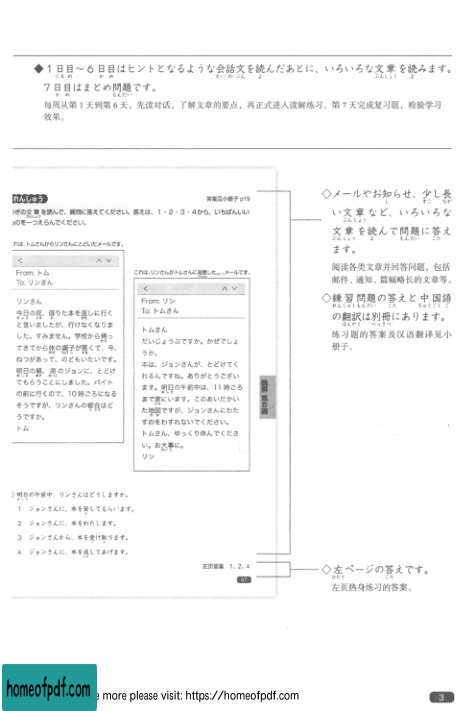 ◆1日目～6日目はヒントとなるような会話文を読んだあとに、いろいろな文章を読みます。
7日目はまとめ問題です。
每周从第1天到第6天，先读对话，了解文章的要点，再正式进入读解练习。第7天完成复习题，检验学习
效果。
れんしゅう
答案见小册子 p19
ぎの文章を読んで、質問に答えてください。答えは、1・2・3・4から、いちばんいい
のを一つえらんでください。
れは、トムさんからリンさんにとどいたメールです。
From: トム
To: リンさん
リンさん
今日の夜、借りた本を返しに行く
と言いましたが、行けなくなりま
した。すみません。学校から帰っ
てきてから体の調子が悪くて、今、
ねつがあって、のどもいたいです。
明日の朝、弟のジョンに、とどけ
てもらうことにしました。バイト
の前に行くので、10時ごろになる
そうですが、リンさんの都合はど
うですか。
トム
これは、リンさんがトムさんに返信したメールです。
From: リン
To: トムさん
トムさん
だいじょうぶですか。かぜでしょ
うか。
本は、ジョンさんが、とどけてく
れるんですね。ありがとうござい
ます。明日の午前中は、11時ごろ
まで家にいます。このあいだかい
た地図ですが、ジョンさんにわた
すのをわすれないでください。
トムさん、ゆっくり休んでくださ
い。お大事に。
リン
読解 第6週
明日の午前中、リンさんはどうしますか。
1 ジョンさんに、本を貸してもらいます。
2 ジョンさんに、本をわたします。
3 ジョンさんから、本を受け取ります。
4 ジョンさんに、本を返してあげます。
左页答案 1. 2. 4
67
◇メールやお知らせ、少し長
い文章など、いろいろな
文章を読んで問題に答え
ます。
阅读各类文章并回答问题，包括
邮件、通知、篇幅略长的文章等。
◇練習問題の答えと中国語
の翻訳は別冊にあります。
练习题的答案及汉语翻译见小
册子。
◇左ページの答えです。
左页热身练习的答案。
homeofpdf.com
e more please visit: https://homeofpdf.com
3